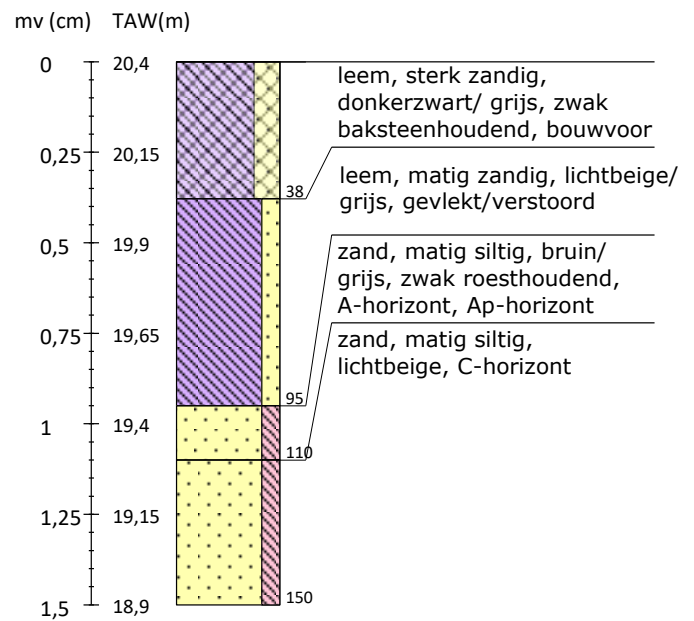 mv (cm) TAW(m)
0 20,4
leem, sterk zandig,
donkerzwart/ grijs, zwak
baksteenhoudend, bouwvoor
0,25 20,15
leem, matig zandig, lichtbeige/
grijs, gevlekt/verstoord
38
0,5 19,9
zand, matig siltig, bruin/
grijs, zwak roesthoudend,
A-horizont, Ap-horizont
0,75 19,65
zand, matig siltig,
lichtbeige, C-horizont
95
1 19,4
110
1,25 19,15
150
1,5 18,9